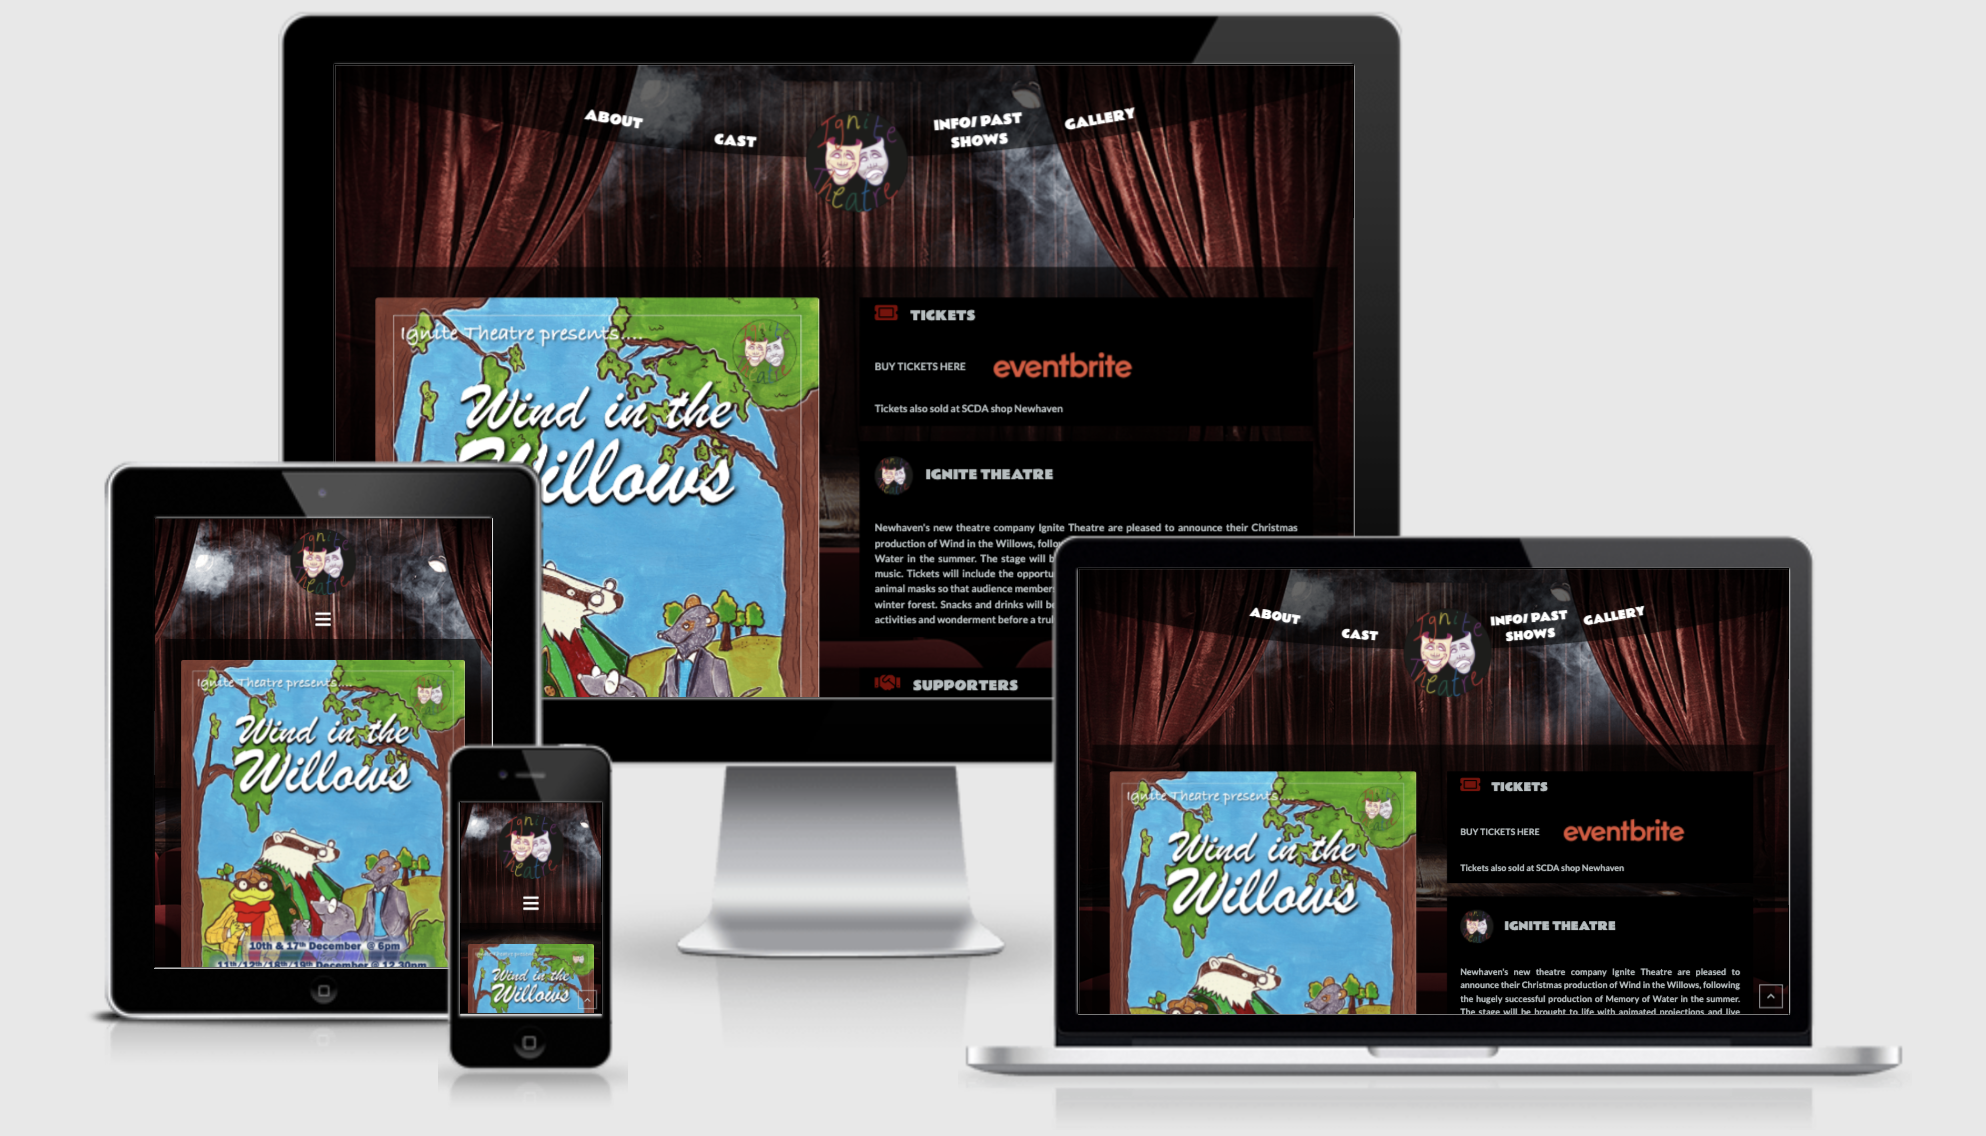 ABOUT
CAST
Ignite
Theatre
INFO/ PAST
SHOWS
GALLERY
Ignite Theatre presents....
Wind in the
Willows
TICKETS
BUY TICKETS HERE
eventbrite
Tickets also sold at SCDA shop Newhaven
IGNITE THEATRE
Newhaven's new theatre company Ignite Theatre are pleased to announce their Christmas
production of Wind in the Willows, follow
Water in the summer. The stage will b
music. Tickets will include the opportu
animal masks so that audience member
winter forest. Snacks and drinks will be
activities and wonderment before a tru
SUPPORTERS
Ignite
Theatre
Ignite Theatre presents....
Wind in the
Willows
10th & 17th December @ 6pm
11th/12th/18th/19th December @ 12.30pm
Ignite
Theatre
Wind in the
Willows
ABOUT
CAST
Ignite
Theatre
INFO/ PAST
SHOWS
GALLERY
Ignite Theatre presents....
Wind in the
Willows
TICKETS
BUY TICKETS HERE
eventbrite
Tickets also sold at SCDA shop Newhaven
IGNITE THEATRE
Newhaven's new theatre company Ignite Theatre are pleased to
announce their Christmas production of Wind in the Willows, following
the hugely successful production of Memory of Water in the summer.
The stage will be brought to life with animated projections and live